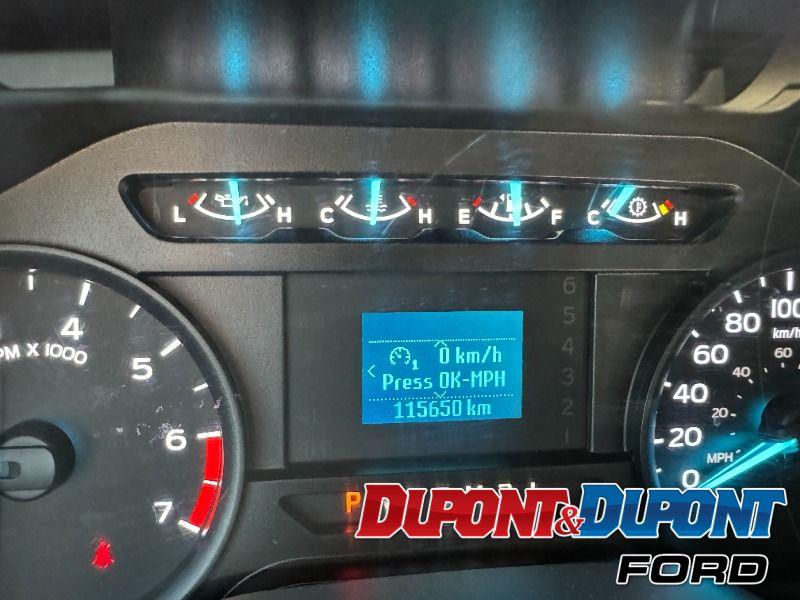 L H C H E F C H
6
5
4
3
2
1
4
5
6
7
PM X 1000
0 km/h
Press OK-MPH
115650 km
100
80
60
40
20
0
km/h
60
40
20
MPH
P
DUPONT&DUPONT
FORD